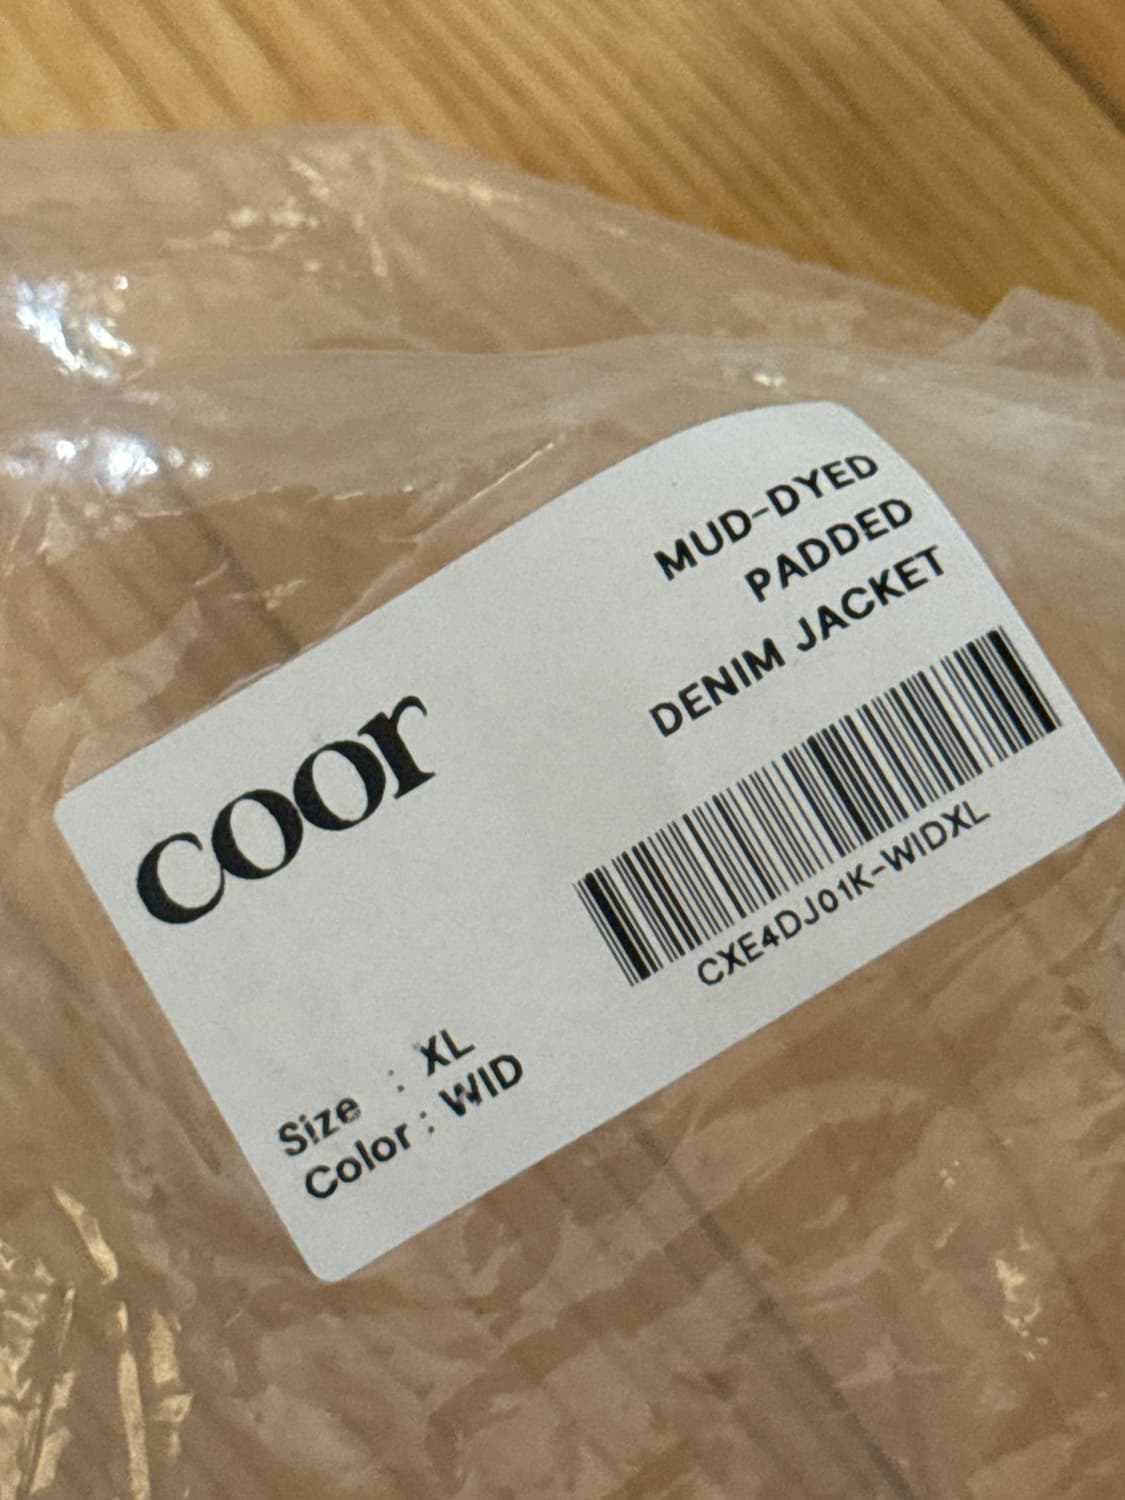 coor
MUD-DYED
PADDED
DENIM JACKET
CXE4DJ01K-WIDXL
Size : XL
Color : WID